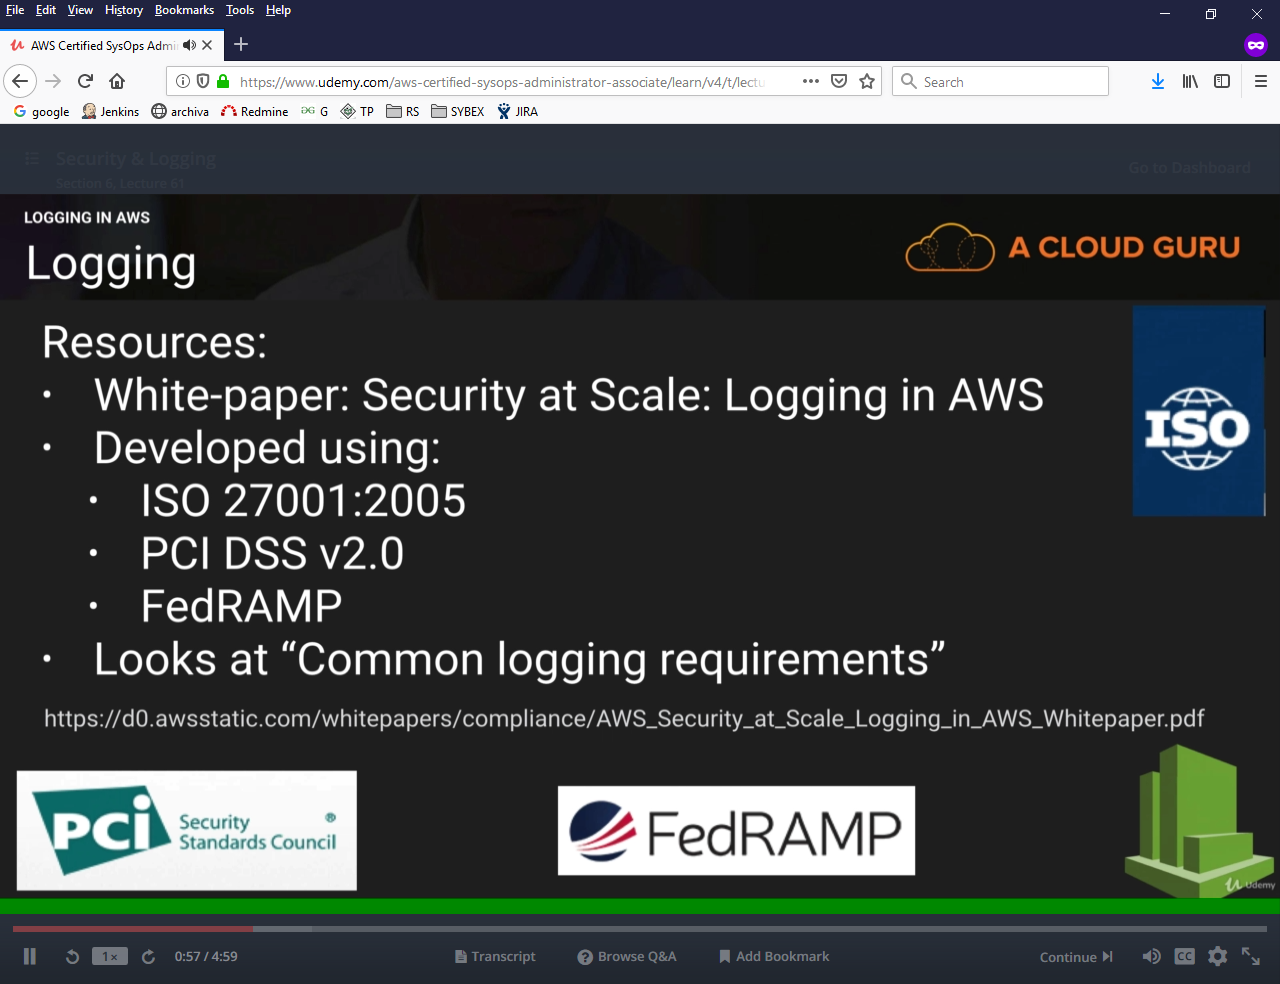 File Edit View History Bookmarks Tools Help
AWS Certified SysOps Admi
https://www.udemy.com/aws-certified-sysops-administrator-associate/learn/v4/t/lectu
Search
google Jenkins archiva Redmine G TP RS SYBEX JIRA
Security & Logging
Section 6, Lecture 61
Go to Dashboard
LOGGING IN AWS
Logging
A CLOUD GURU
Resources:
• White-paper: Security at Scale: Logging in AWS
• Developed using:
• ISO 27001:2005
• PCI DSS v2.0
• FedRAMP
• Looks at “Common logging requirements”
ISO
https://d0.awsstatic.com/whitepapers/compliance/AWS_Security_at_Scale_Logging_in_AWS_Whitepaper.pdf
PCi Security ®
Standards Council
FedRAMP
Udemy
1× 0:57 / 4:59 Transcript Browse Q&A Add Bookmark Continue CC